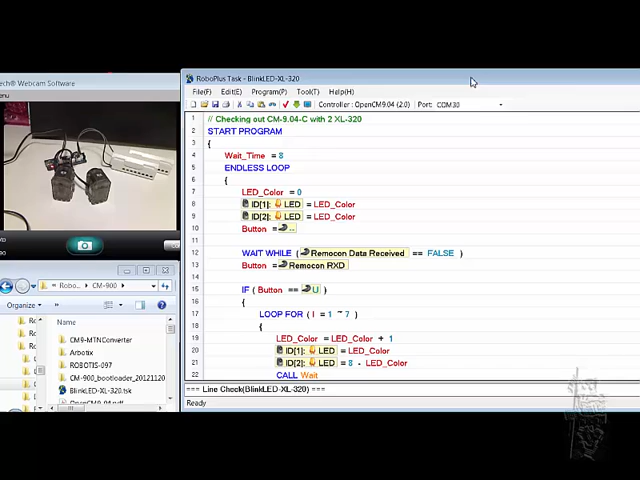 tech® Webcam Software
RoboPlus Task - BlinkLED-XL-320
File(F) Edit(E) Program(P) Tool(T) Help(H)
Controller : OpenCM9.04 (2.0) Port: COM30
1 // Checking out CM-9.04-C with 2 XL-320
2 START PROGRAM
3 {
4 Wait_Time = 8
5 ENDLESS LOOP
6 {
7 LED_Color = 0
8 ID[1]: LED = LED_Color
9 ID[2]: LED = LED_Color
10 Button = --
11
12 WAIT WHILE ( Remocon Data Received == FALSE )
13 Button = Remocon RXD
14
15 IF ( Button == U )
16 {
17 LOOP FOR ( I = 1 ~ 7 )
18 {
19 LED_Color = LED_Color + 1
20 ID[1]: LED = LED_Color
21 ID[2]: LED = 8 - LED_Color
22 CALL Wait
=== Line Check(BlinkLED-XL-320) ===
Ready
« Robo... ▸ CM-900 ▸
Organize
Name
CM9-MTNConverter
Arbotix
ROBOTIS-097
CM-900_bootloader_20121120
BlinkLED-XL-320.tsk
OpenCM9.04.pdf